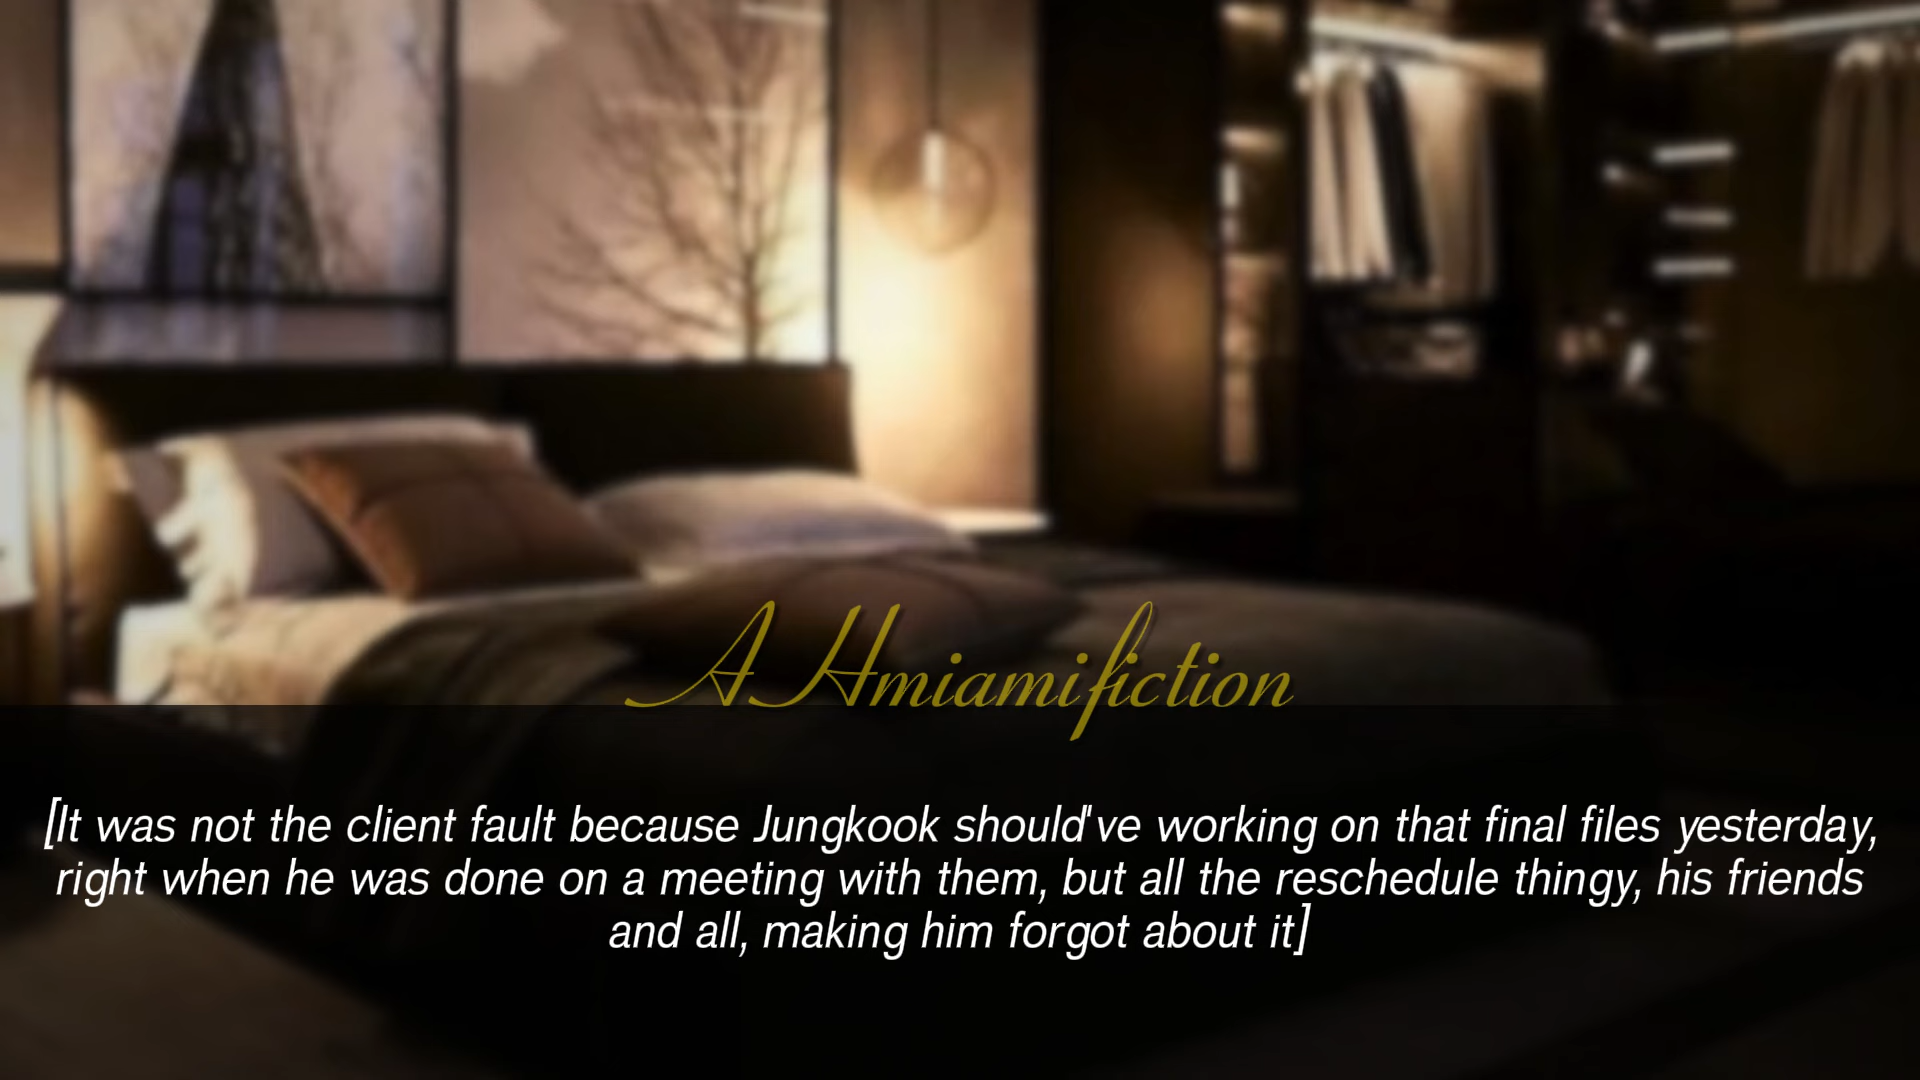 A Hmiamifiction
[It was not the client fault because Jungkook should've working on that final files yesterday,
right when he was done on a meeting with them, but all the reschedule thingy, his friends
and all, making him forgot about it]